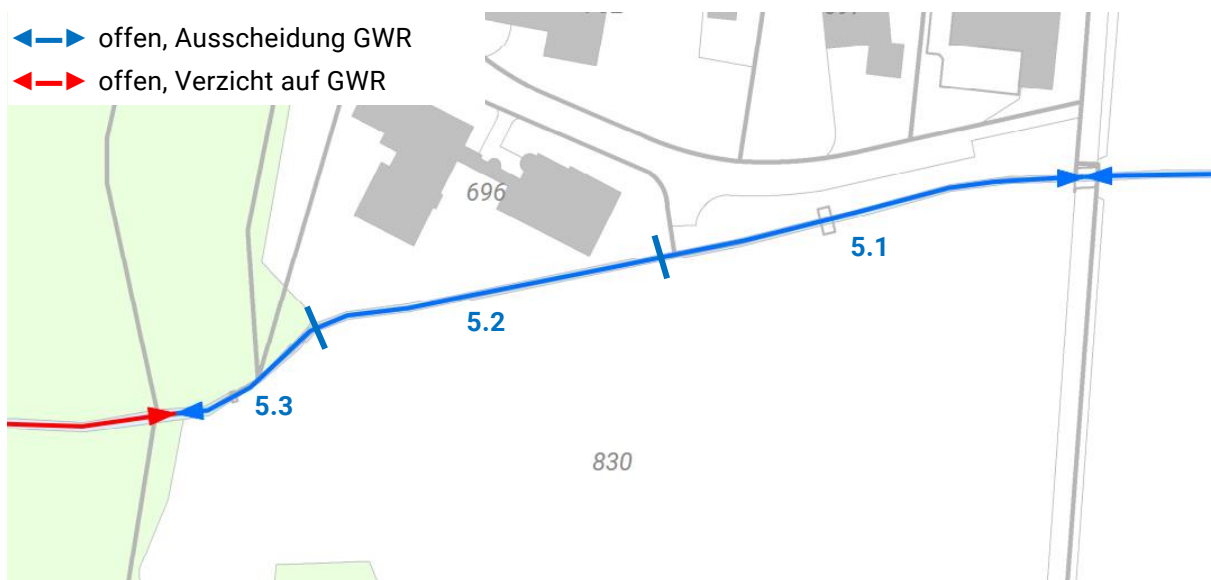 offen, Ausscheidung GWR
offen, Verzicht auf GWR
696
5.1
5.2
5.3
830